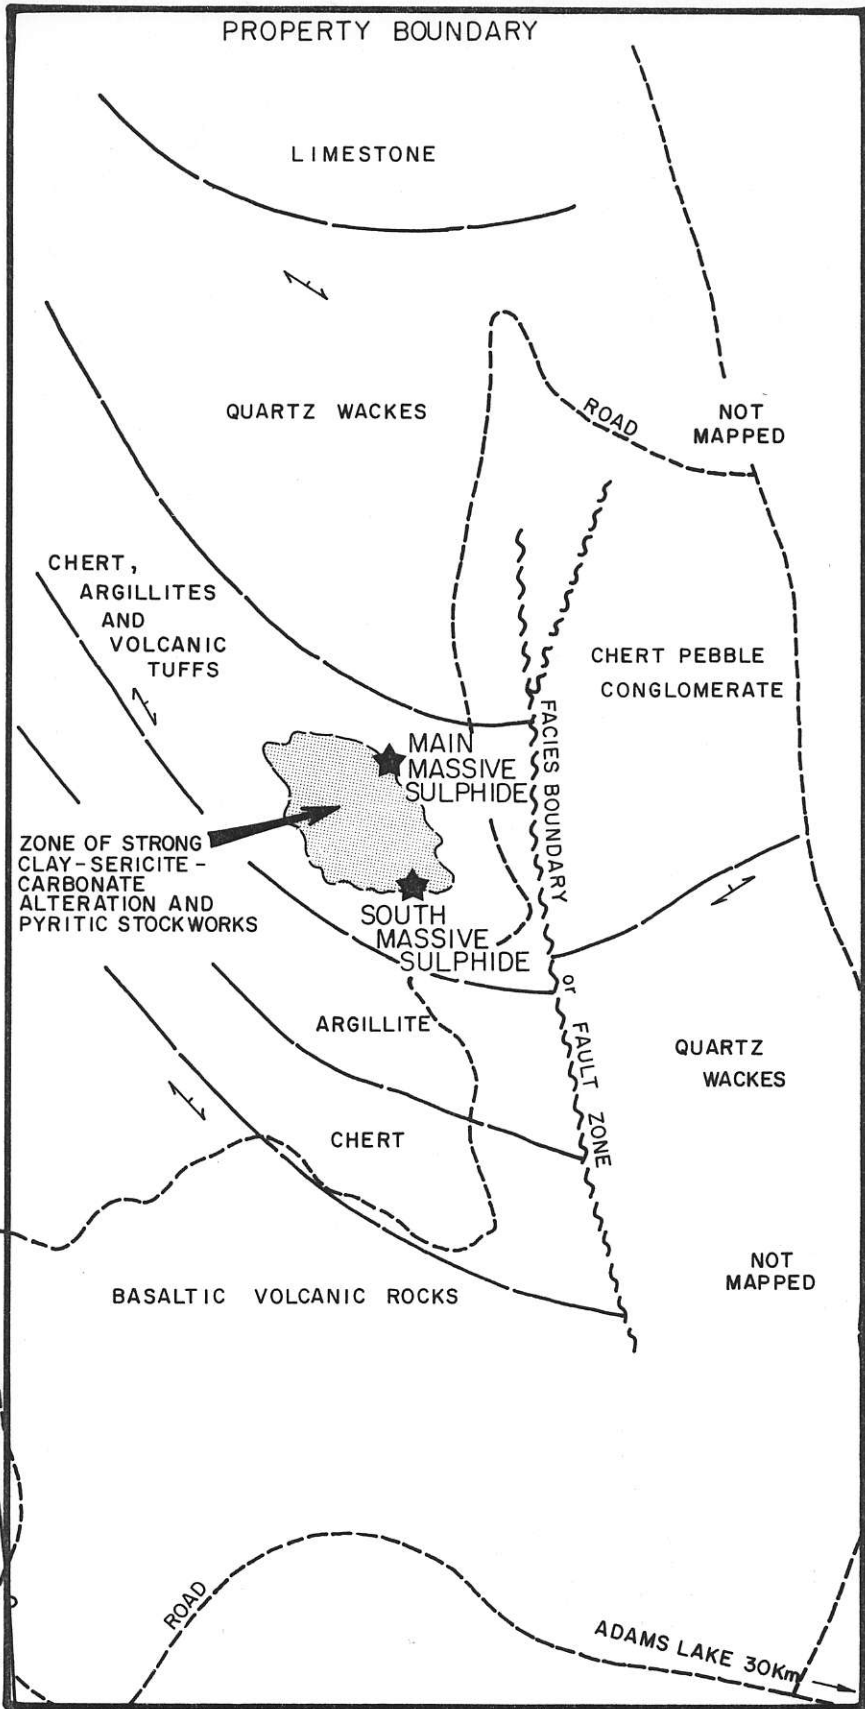 PROPERTY BOUNDARY
LIMESTONE
QUARTZ WACKES
ROAD
NOT
MAPPED
CHERT,
ARGILLITES
AND
VOLCANIC
TUFFS
CHERT PEBBLE
CONGLOMERATE
MAIN
MASSIVE
SULPHIDE
FACIES BOUNDARY
or
FAULT ZONE
ZONE OF STRONG
CLAY-SERICITE-
CARBONATE
ALTERATION AND
PYRITIC STOCKWORKS
SOUTH
MASSIVE
SULPHIDE
ARGILLITE
QUARTZ
WACKES
CHERT
NOT
MAPPED
BASALTIC VOLCANIC ROCKS
ROAD
ADAMS LAKE 30Km